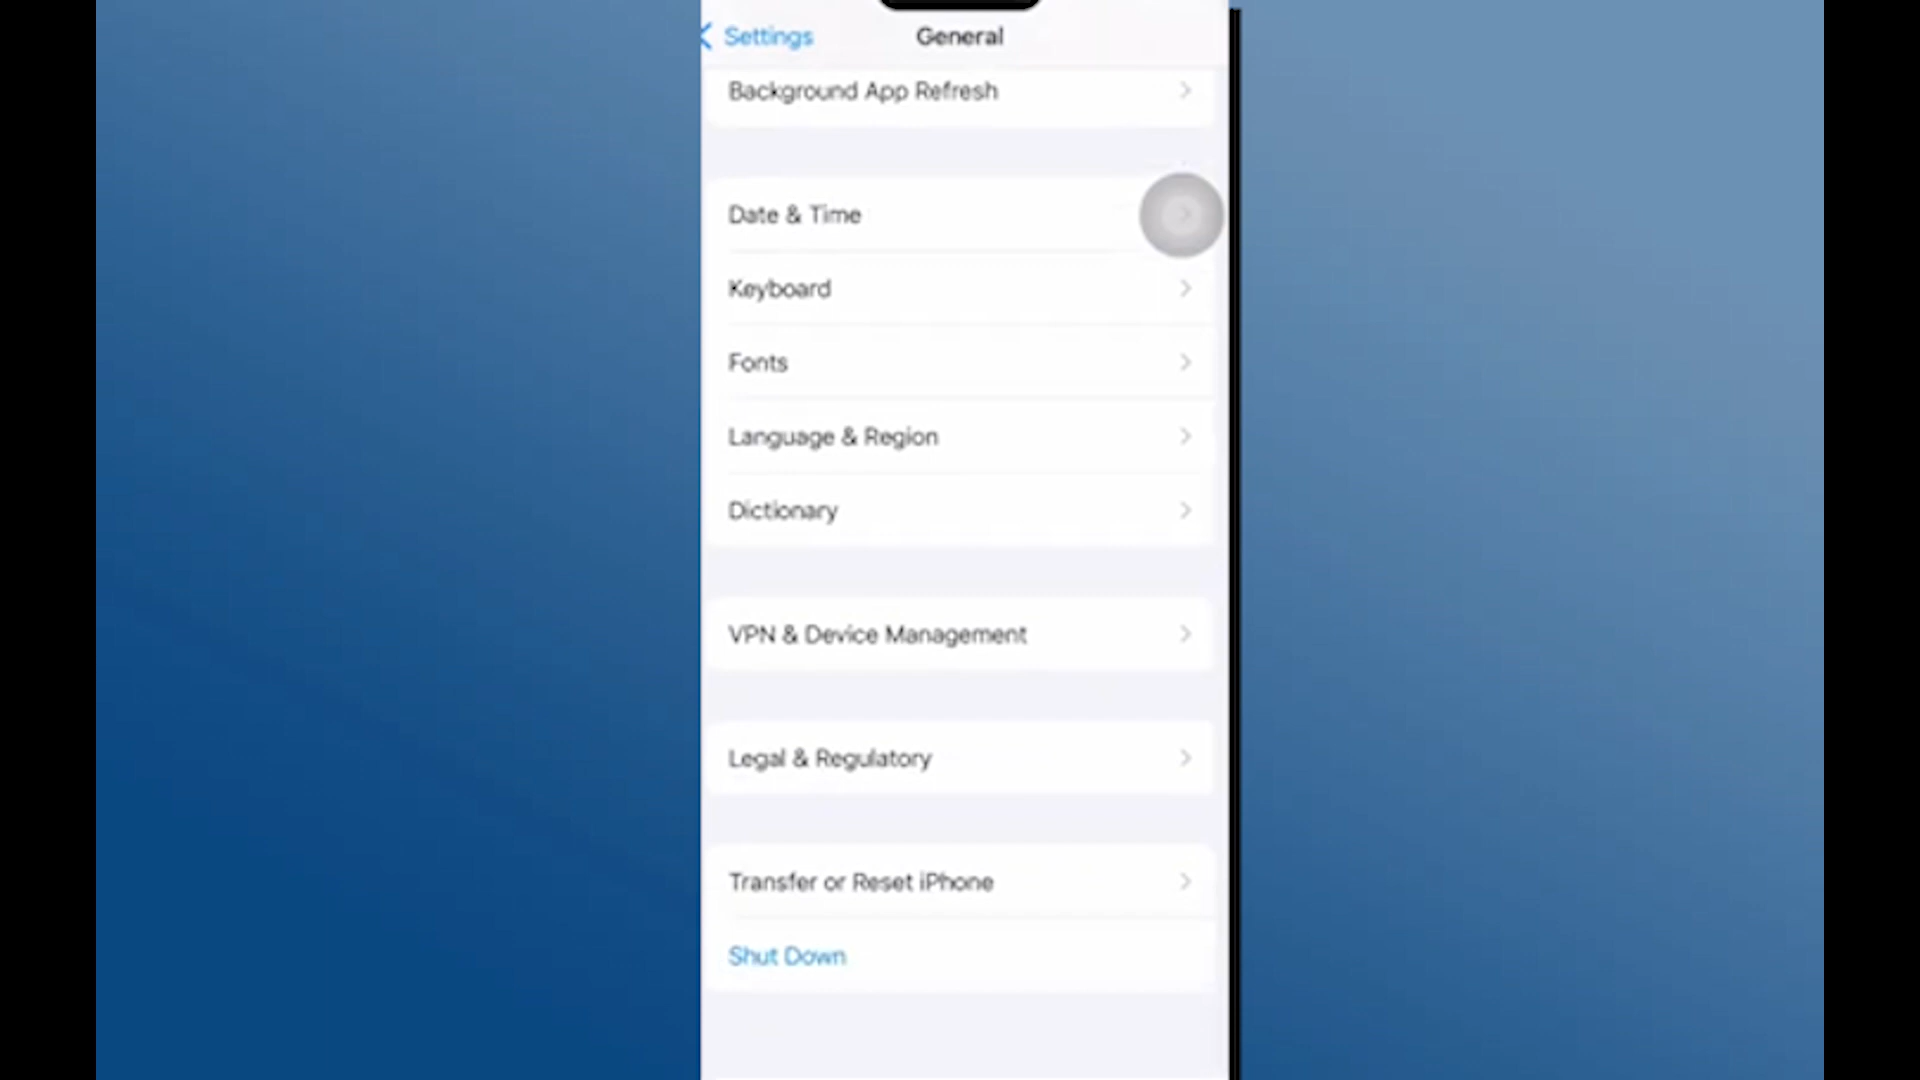 Settings
General
Background App Refresh
Date & Time
Keyboard
Fonts
Language & Region
Dictionary
VPN & Device Management
Legal & Regulatory
Transfer or Reset iPhone
Shut Down